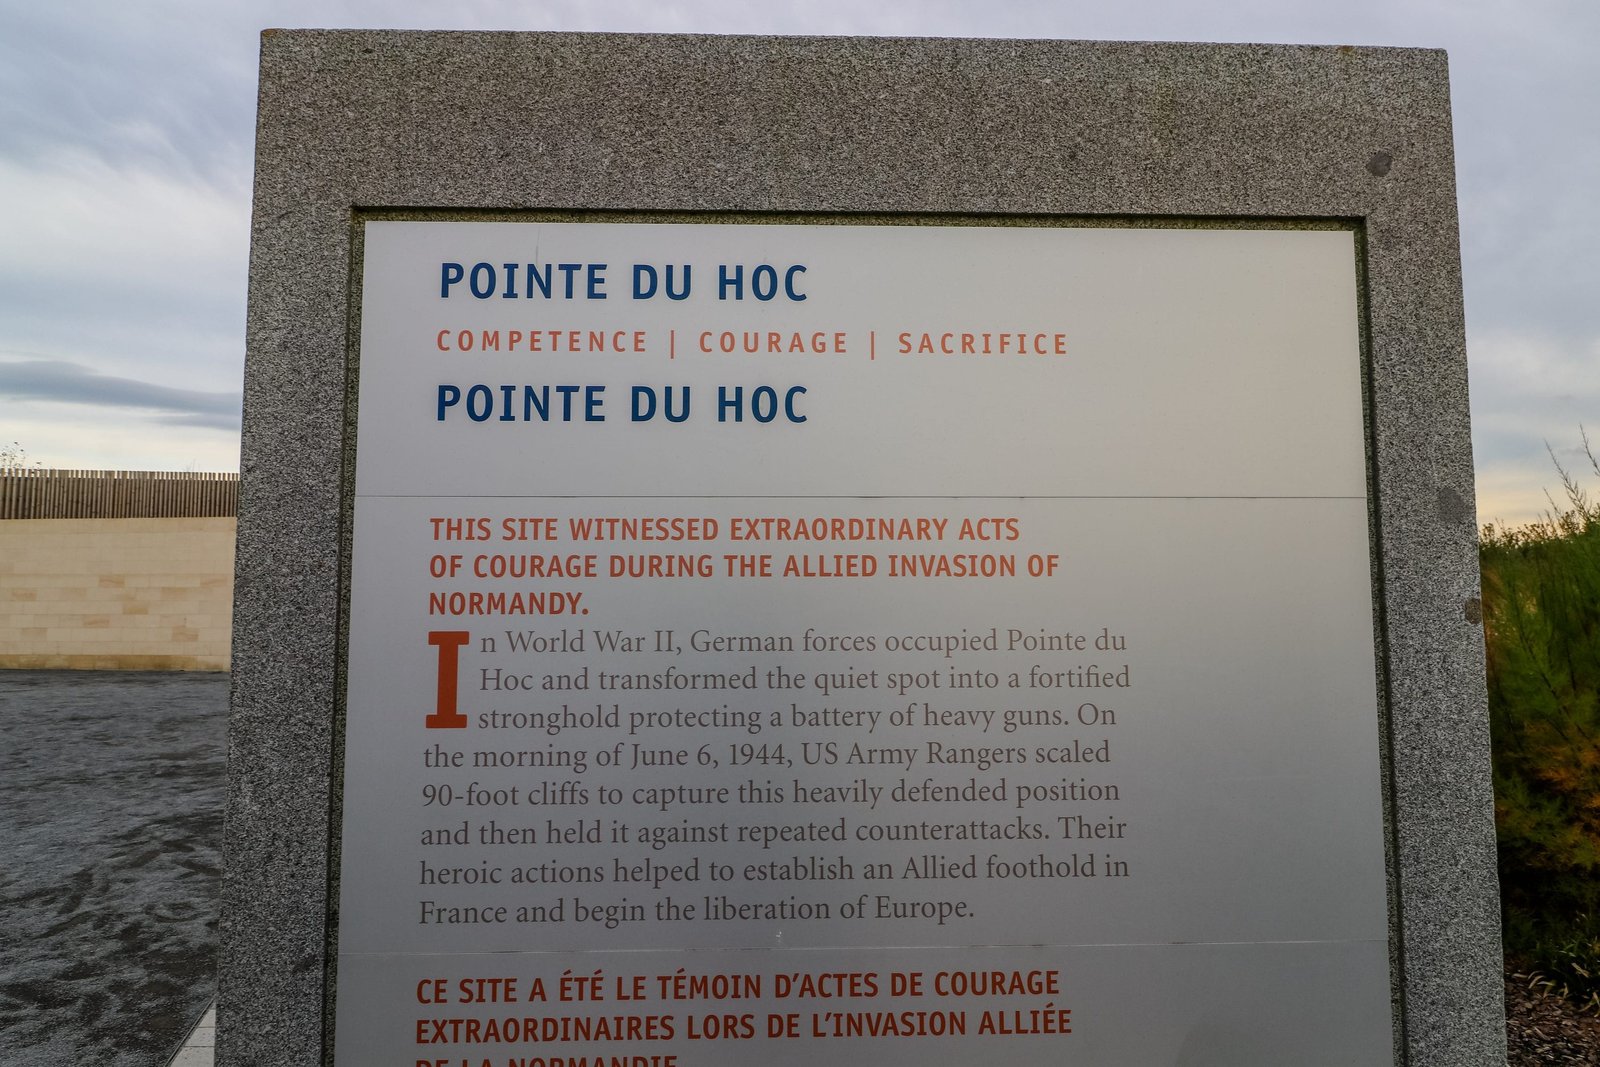 POINTE DU HOC
COMPETENCE | COURAGE | SACRIFICE
POINTE DU HOC
THIS SITE WITNESSED EXTRAORDINARY ACTS
OF COURAGE DURING THE ALLIED INVASION OF
NORMANDY.
In World War II, German forces occupied Pointe du
Hoc and transformed the quiet spot into a fortified
stronghold protecting a battery of heavy guns. On
the morning of June 6, 1944, US Army Rangers scaled
90-foot cliffs to capture this heavily defended position
and then held it against repeated counterattacks. Their
heroic actions helped to establish an Allied foothold in
France and begin the liberation of Europe.
CE SITE A ÉTÉ LE TÉMOIN D'ACTES DE COURAGE
EXTRAORDINAIRES LORS DE L'INVASION ALLIÉE
DE LA NORMANDIE